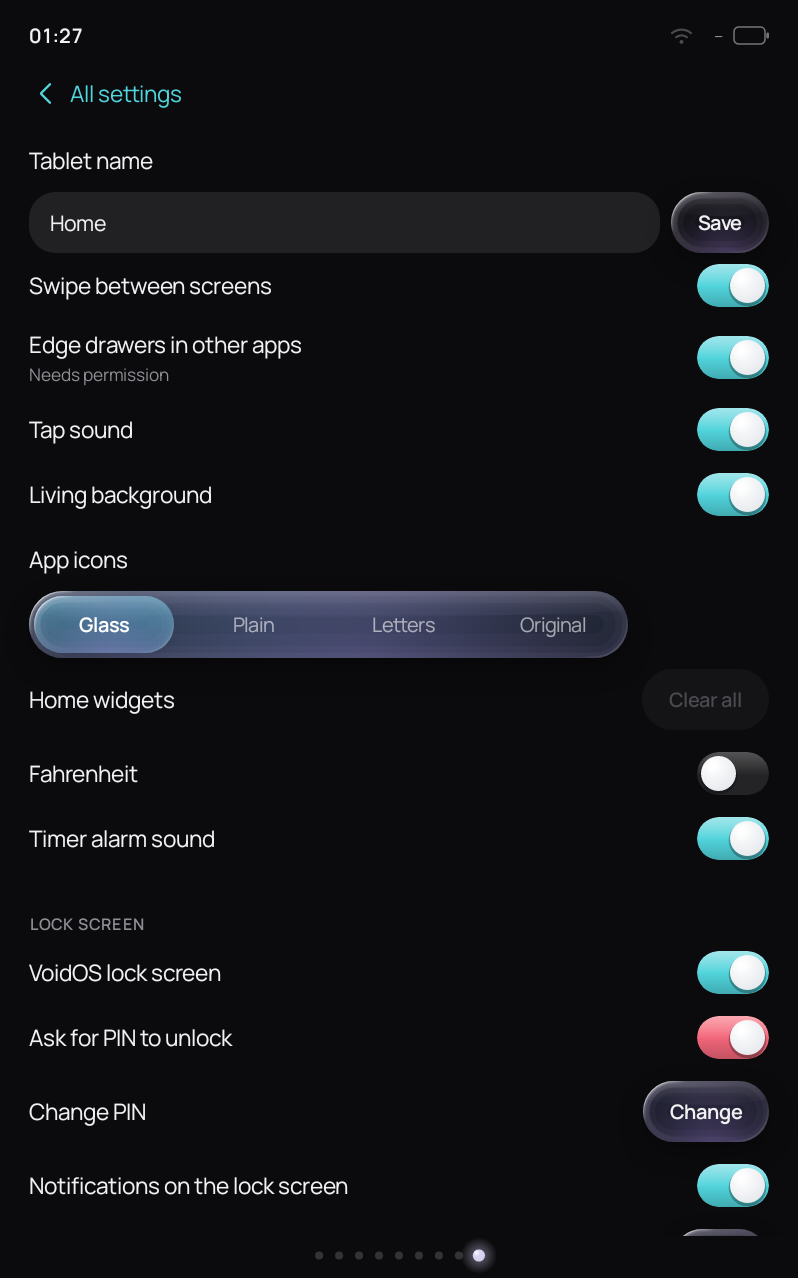 01:27
–
All settings
Tablet name
Home
Save
Swipe between screens
Edge drawers in other apps
Needs permission
Tap sound
Living background
App icons
Glass Plain Letters Original
Home widgets
Clear all
Fahrenheit
Timer alarm sound
LOCK SCREEN
VoidOS lock screen
Ask for PIN to unlock
Change PIN
Change
Notifications on the lock screen